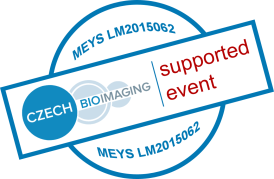 MEYS LM2015062
CZECH BIOIMAGING
supported
event
MEYS LM2015062